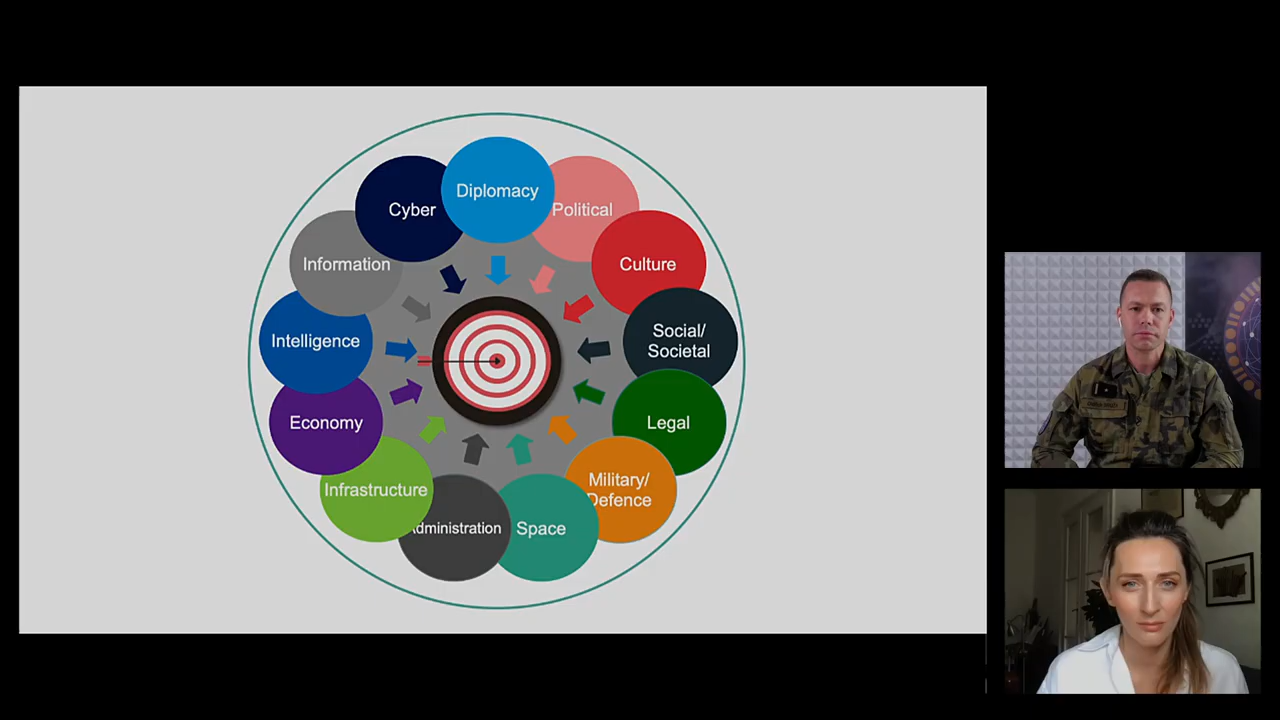 Diplomacy
Political
Cyber
Culture
Information
Social/
Societal
Intelligence
Legal
Economy
Military/
Defence
Infrastructure
Administration
Space